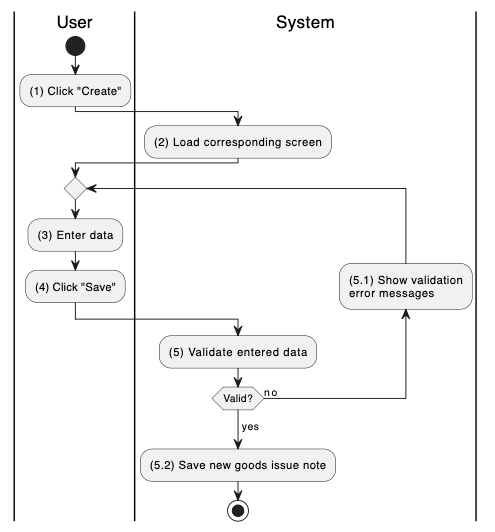 User
System
(1) Click "Create"
(2) Load corresponding screen
(3) Enter data
(4) Click "Save"
(5.1) Show validation
error messages
(5) Validate entered data
Valid?
no
yes
(5.2) Save new goods issue note